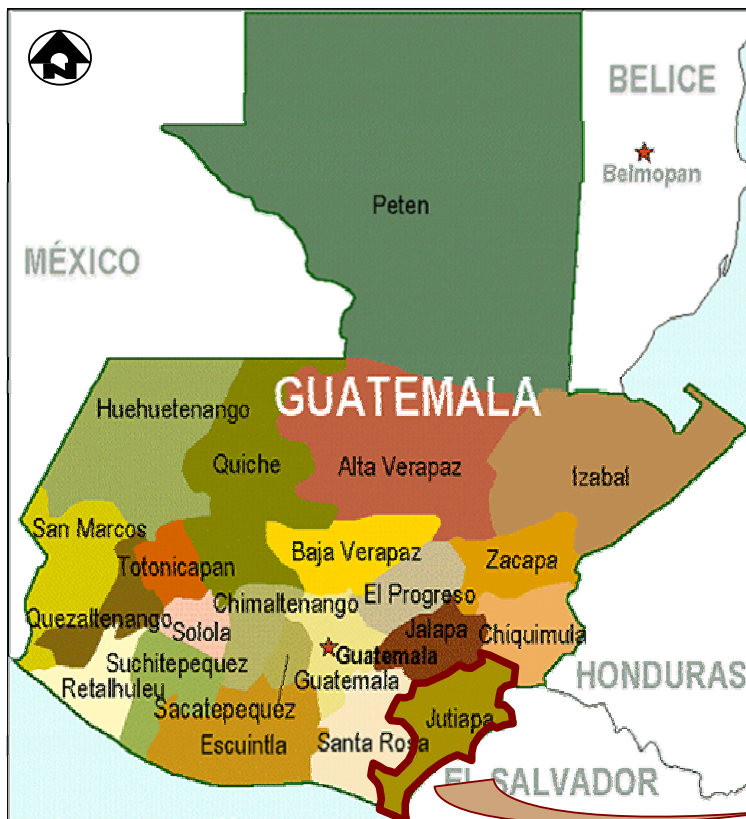 N
BELICE
Belmopan
Peten
MÉXICO
GUATEMALA
Huehuetenango
Quiche
Alta Verapaz
Izabal
San Marcos
Baja Verapaz
Zacapa
Totonicapan
El Progreso
Chimaltenango
Quezaltenango
Solola
Jalapa
Chiquimula
Guatemala
Suchitepequez
HONDURAS
Retalhuleu
Guatemala
Sacatepequez
Jutiapa
Escuintla
Santa Rosa
EL SALVADOR